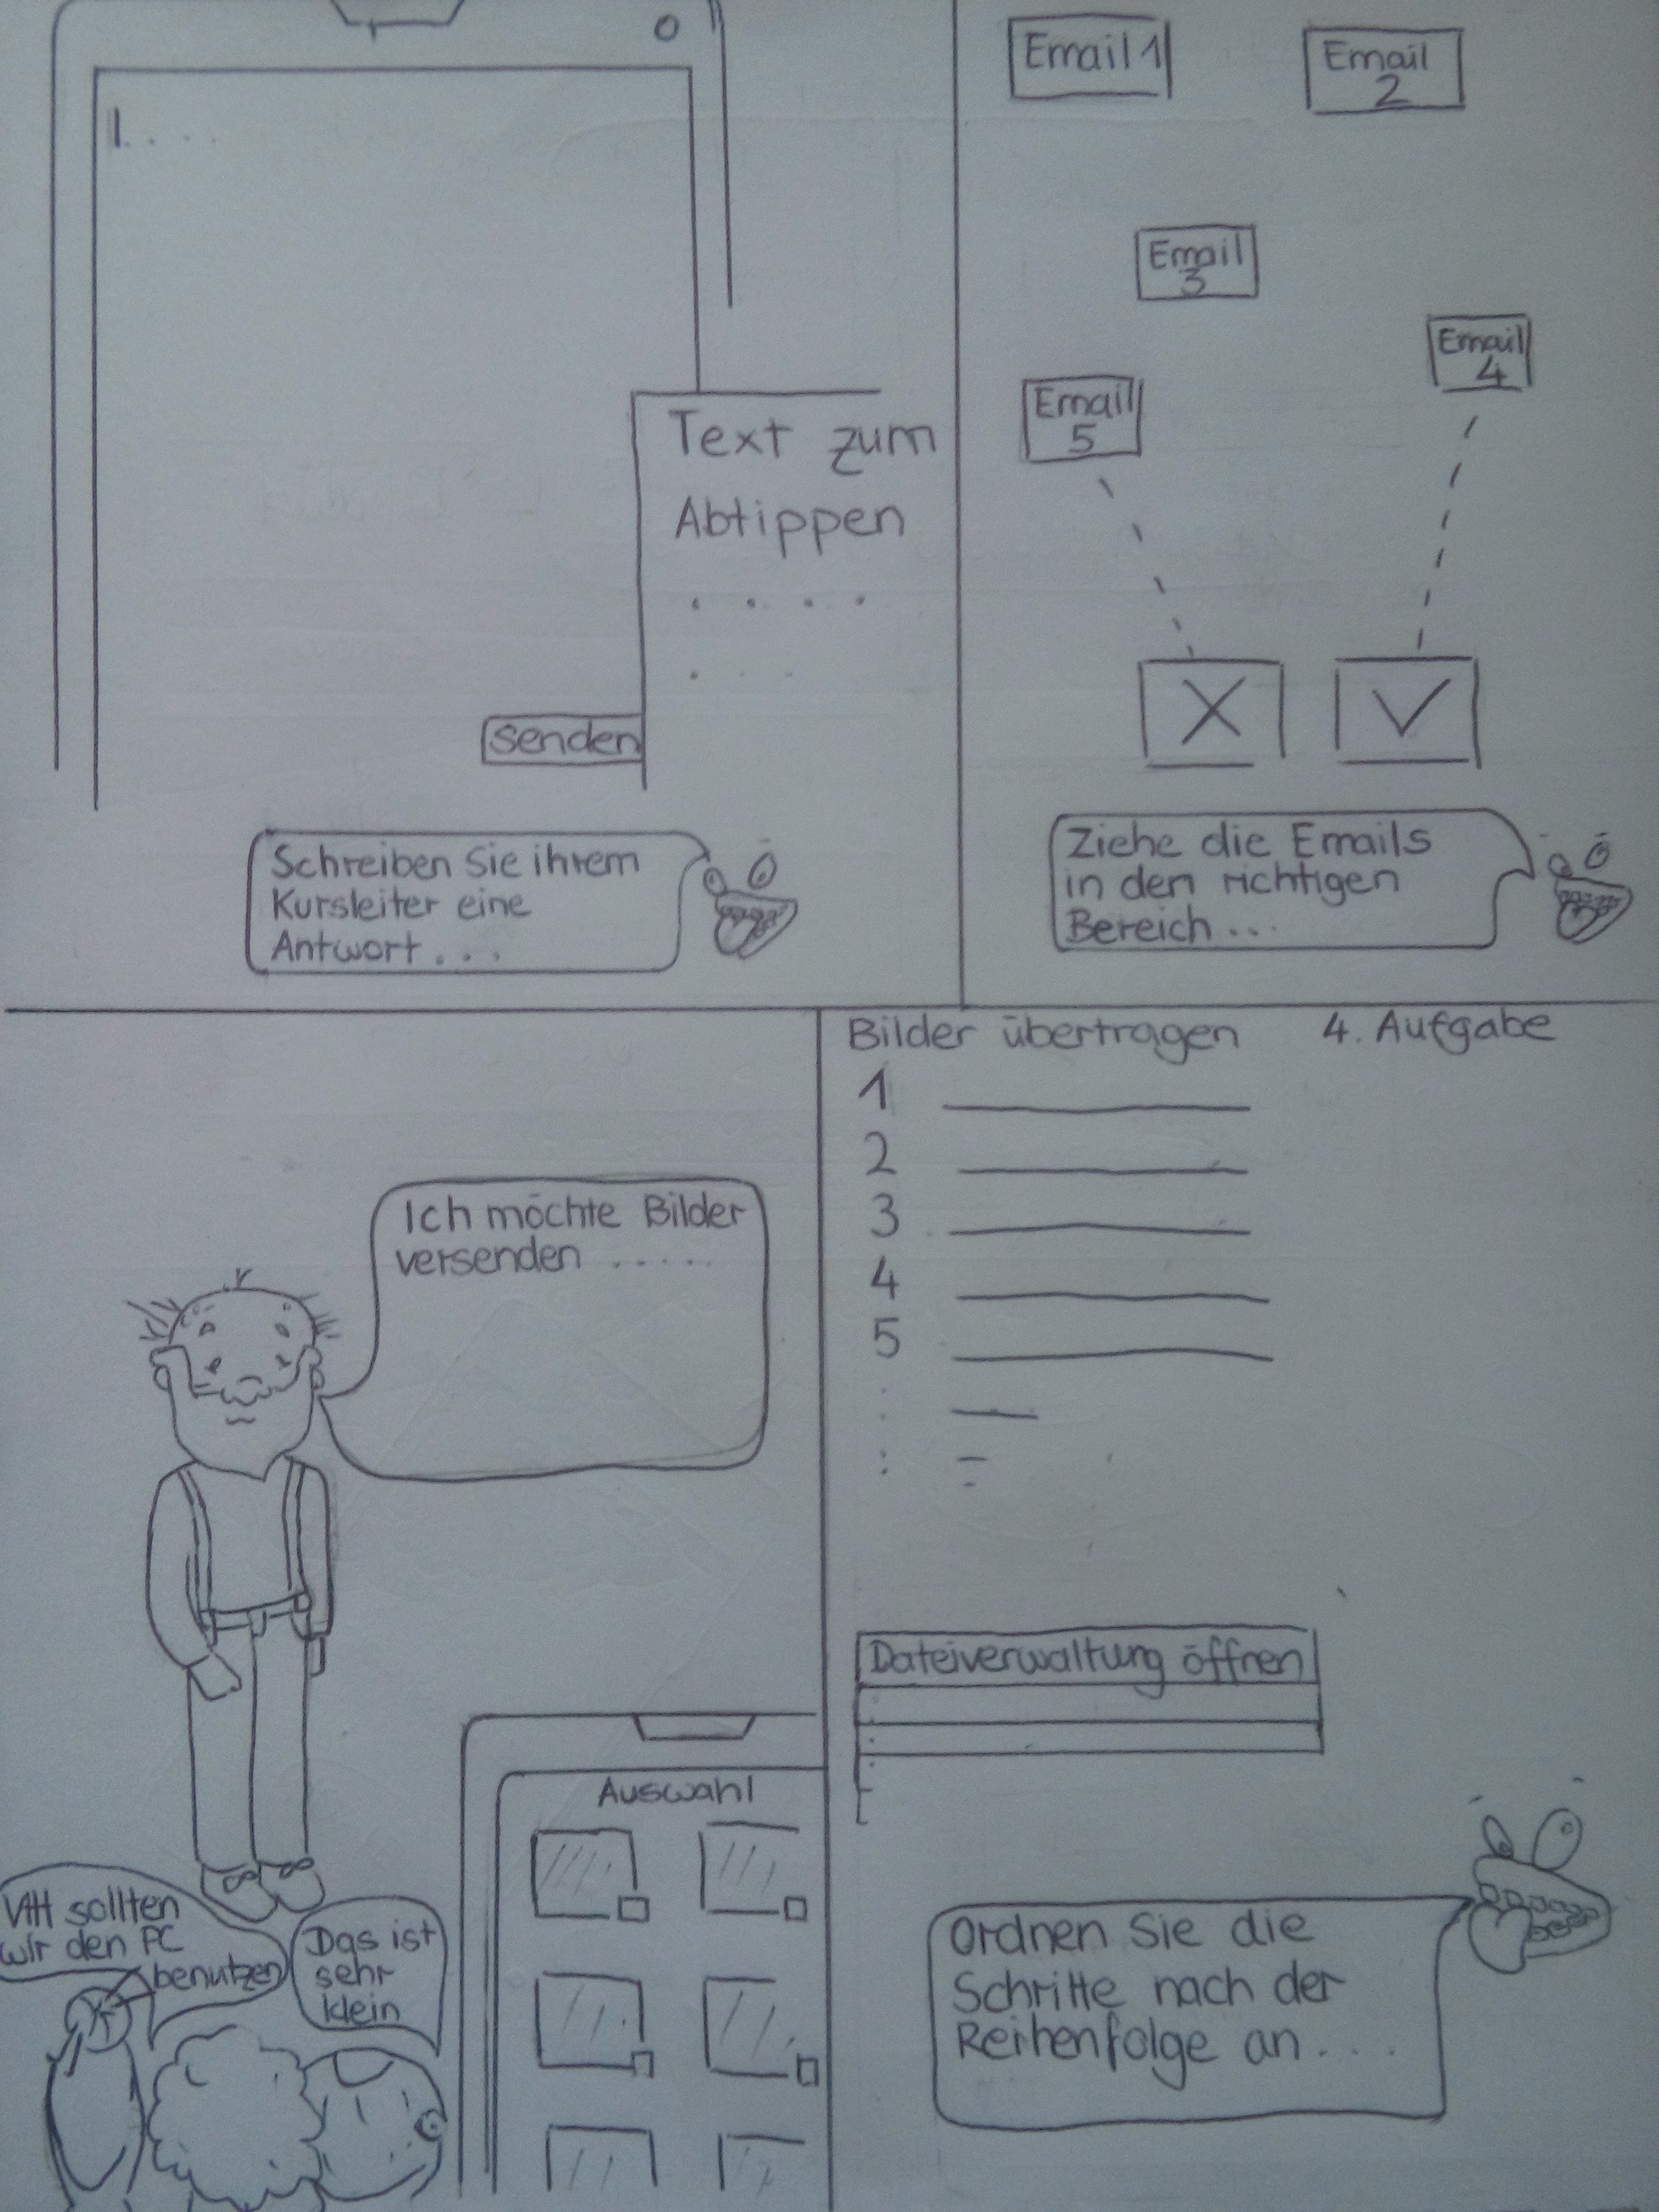 Text zum
Abtippen
. . . .
. . .
senden
Schreiben Sie ihrem
Kursleiter eine
Antwort . . .
Email 1
Email
2
Email
3
Email
4
Email
5
Ziehe die Emails
in den richtigen
Bereich . . .
Ich möchte Bilder
versenden . . . . .
Auswahl
sollten
wir den PC
benutzen
Das ist
sehr
klein
Bilder übertragen 4. Aufgabe
1
2
3
4
5
Dateiverwaltung öffnen
Ordnen Sie die
Schritte nach der
Reihenfolge an . . . .